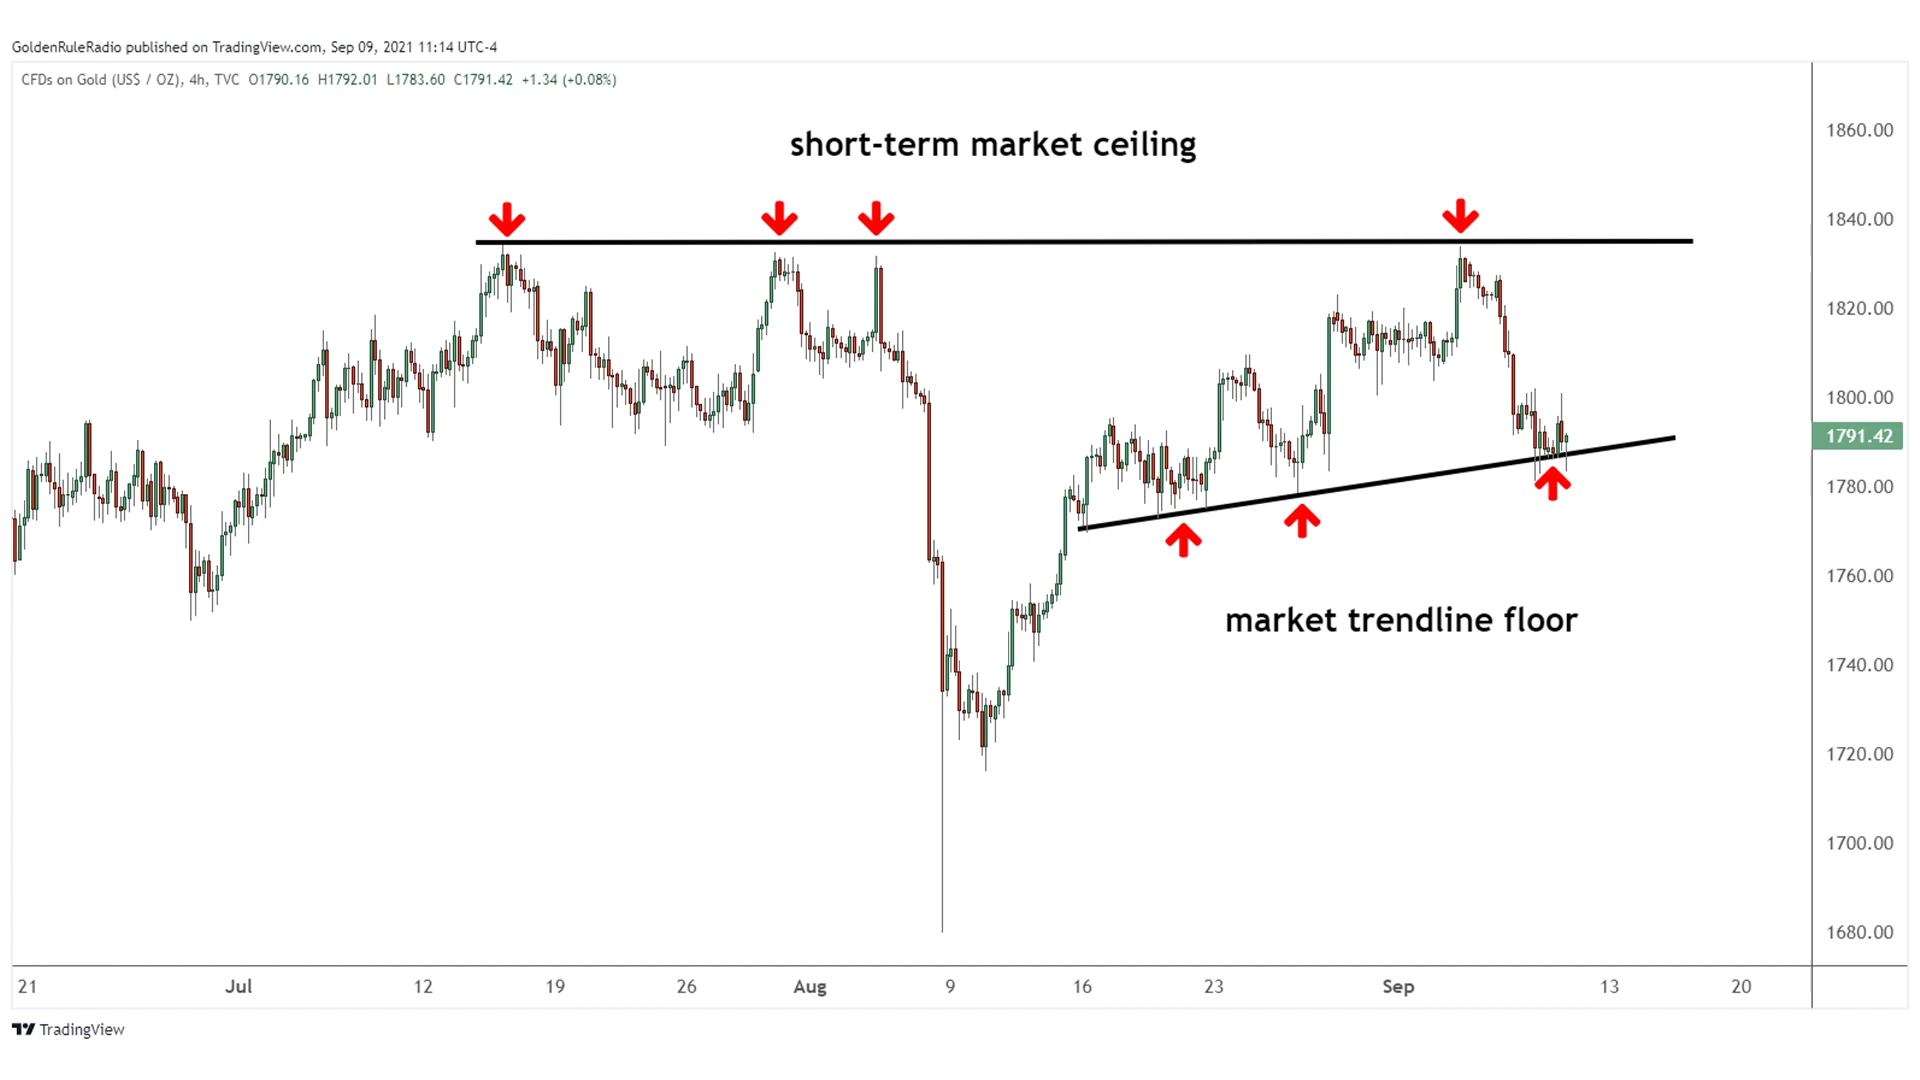 GoldenRuleRadio published on TradingView.com, Sep 09, 2021 11:14 UTC-4
CFDs on Gold (US$ / OZ), 4h, TVC O1790.16 H1792.01 L1783.60 C1791.42 +1.34 (+0.08%)
short-term market ceiling
market trendline floor
1860.00
1840.00
1820.00
1800.00
1791.42
1780.00
1760.00
1740.00
1720.00
1700.00
1680.00
21 Jul 12 19 26 Aug 9 16 23 Sep 13 20
TradingView